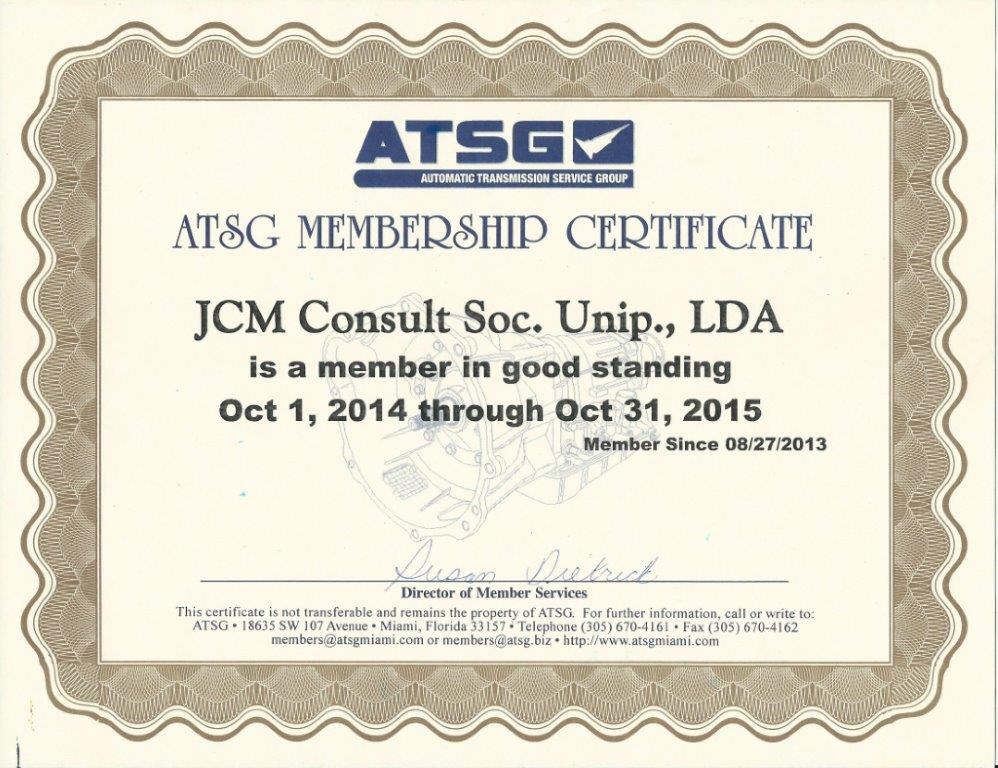 ATSG
AUTOMATIC TRANSMISSION SERVICE GROUP
ATSG MEMBERSHIP CERTIFICATE
JCM Consult Soc. Unip., LDA
is a member in good standing
Oct 1, 2014 through Oct 31, 2015
Member Since 08/27/2013
Susan Dietrick
Director of Member Services
This certificate is not transferable and remains the property of ATSG. For further information, call or write to:
ATSG • 18635 SW 107 Avenue • Miami, Florida 33157 • Telephone (305) 670-4161 • Fax (305) 670-4162
members@atsgmiami.com or members@atsg.biz • http://www.atsgmiami.com